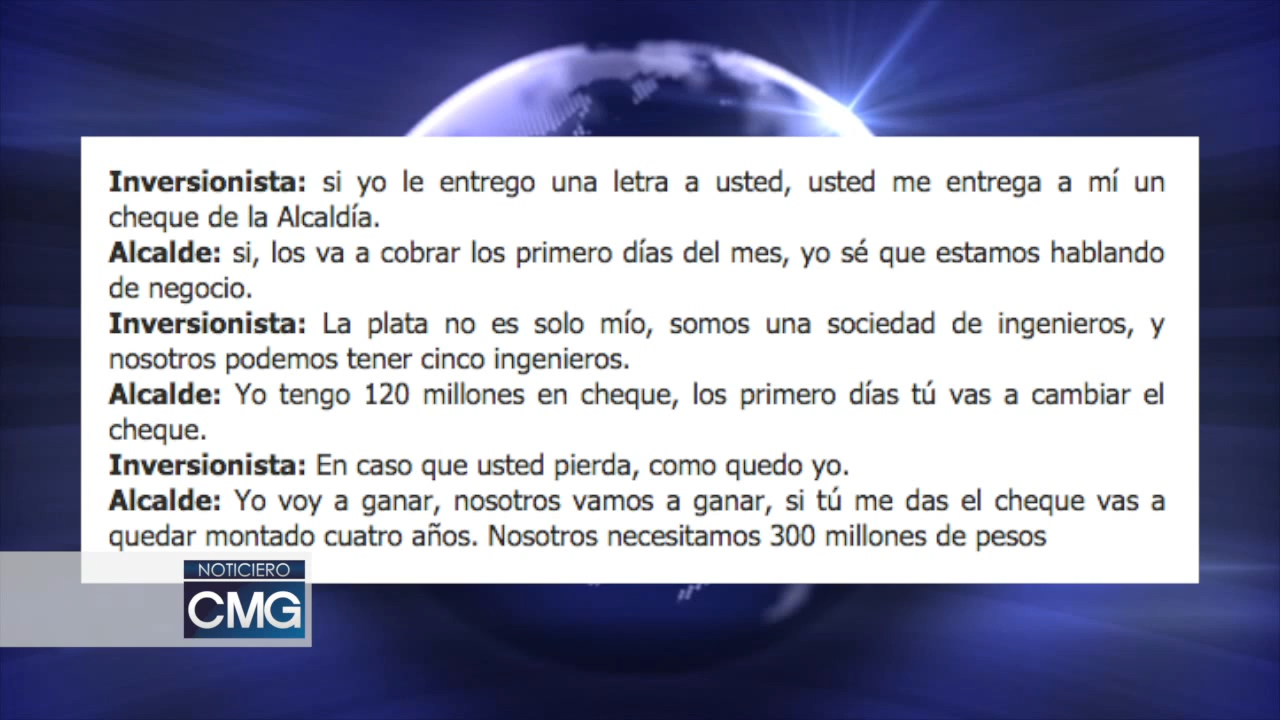 Inversionista: si yo le entrego una letra a usted, usted me entrega a mí un
cheque de la Alcaldía.
Alcalde: si, los va a cobrar los primero días del mes, yo sé que estamos hablando
de negocio.
Inversionista: La plata no es solo mío, somos una sociedad de ingenieros, y
nosotros podemos tener cinco ingenieros.
Alcalde: Yo tengo 120 millones en cheque, los primero días tú vas a cambiar el
cheque.
Inversionista: En caso que usted pierda, como quedo yo.
Alcalde: Yo voy a ganar, nosotros vamos a ganar, si tú me das el cheque vas a
quedar montado cuatro años. Nosotros necesitamos 300 millones de pesos
NOTICIERO
CMG